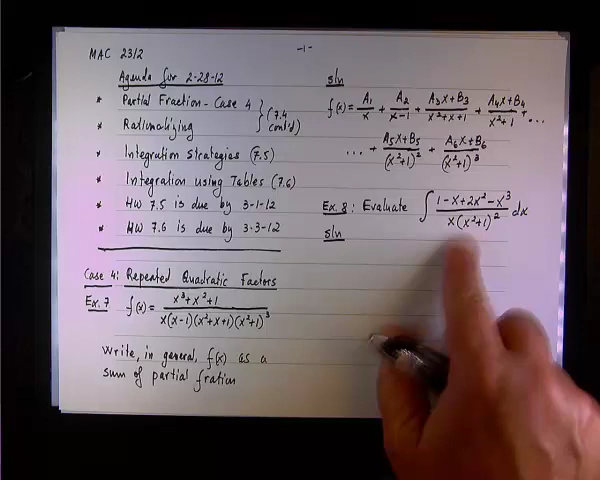 MAC 2312
-1-
Agenda for 2-28-12
* Partial Fraction - Case 4
* Rationalizing
(7.4 cont'd)
* Integration Strategies (7.5)
* Integration using Tables (7.6)
* HW 7.5 is due by 3-1-12
* HW 7.6 is due by 3-3-12
Case 4: Repeated Quadratic Factors
Ex. 7 f(x) = (x³+x²+1)/(x(x-1)(x²+x+1)(x²+1)³)
Write, in general, f(x) as a
sum of partial fration
sln
f(x) = A₁/x + A₂/(x-1) + (A₃x+B₃)/(x²+x+1) + (A₄x+B₄)/(x²+1) + ...
... + (A₅x+B₅)/(x²+1)² + (A₆x+B₆)/(x²+1)³
Ex. 8: Evaluate ∫ (1-x+2x²-x³)/(x(x²+1)²) dx
sln